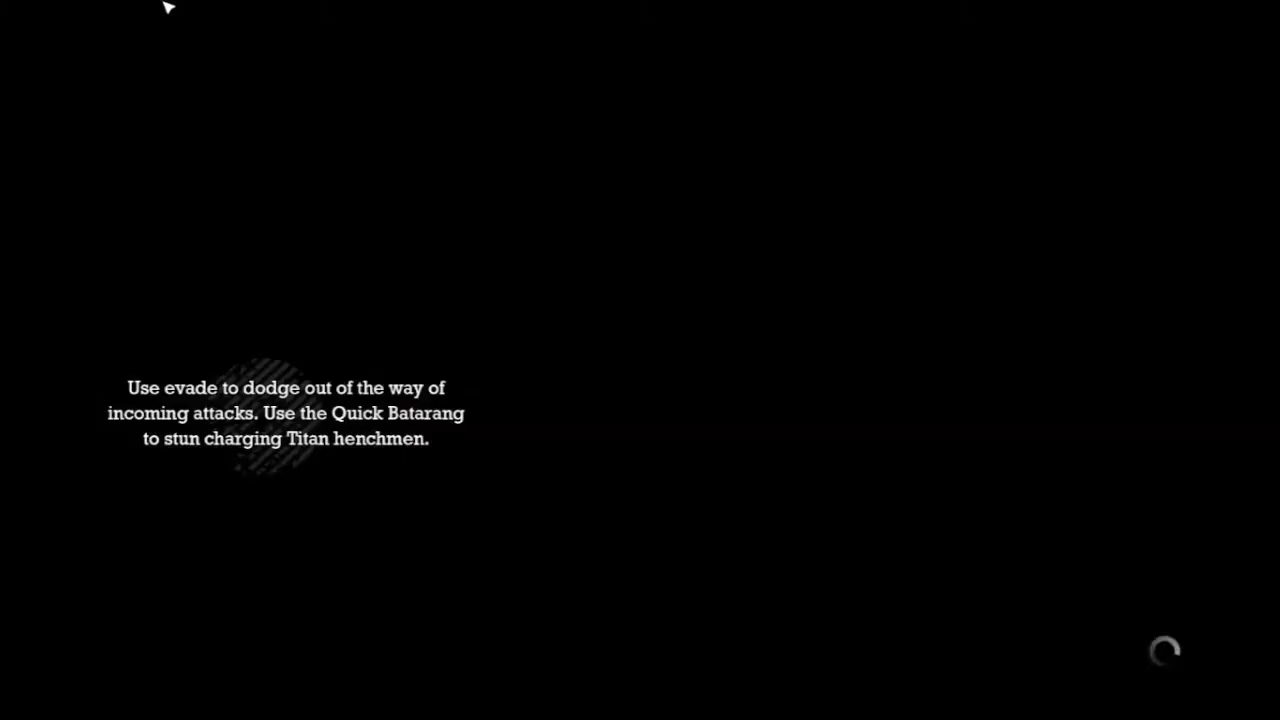 Use evade to dodge out of the way of
incoming attacks. Use the Quick Batarang
to stun charging Titan henchmen.